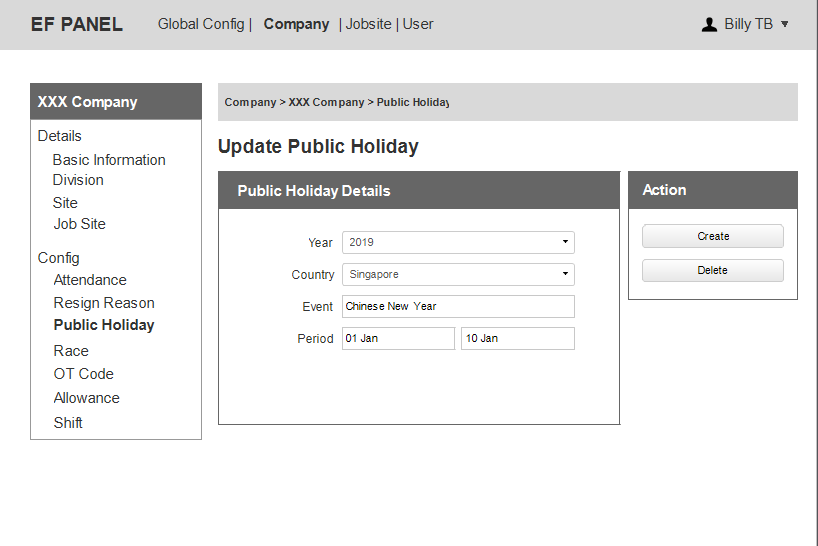 EF PANEL Global Config | Company | Jobsite | User Billy TB
XXX Company
Details
Basic Information
Division
Site
Job Site
Config
Attendance
Resign Reason
Public Holiday
Race
OT Code
Allowance
Shift
Company > XXX Company > Public Holiday
Update Public Holiday
Public Holiday Details
Year 2019
Country Singapore
Event Chinese New Year
Period 01 Jan 10 Jan
Action
Create
Delete